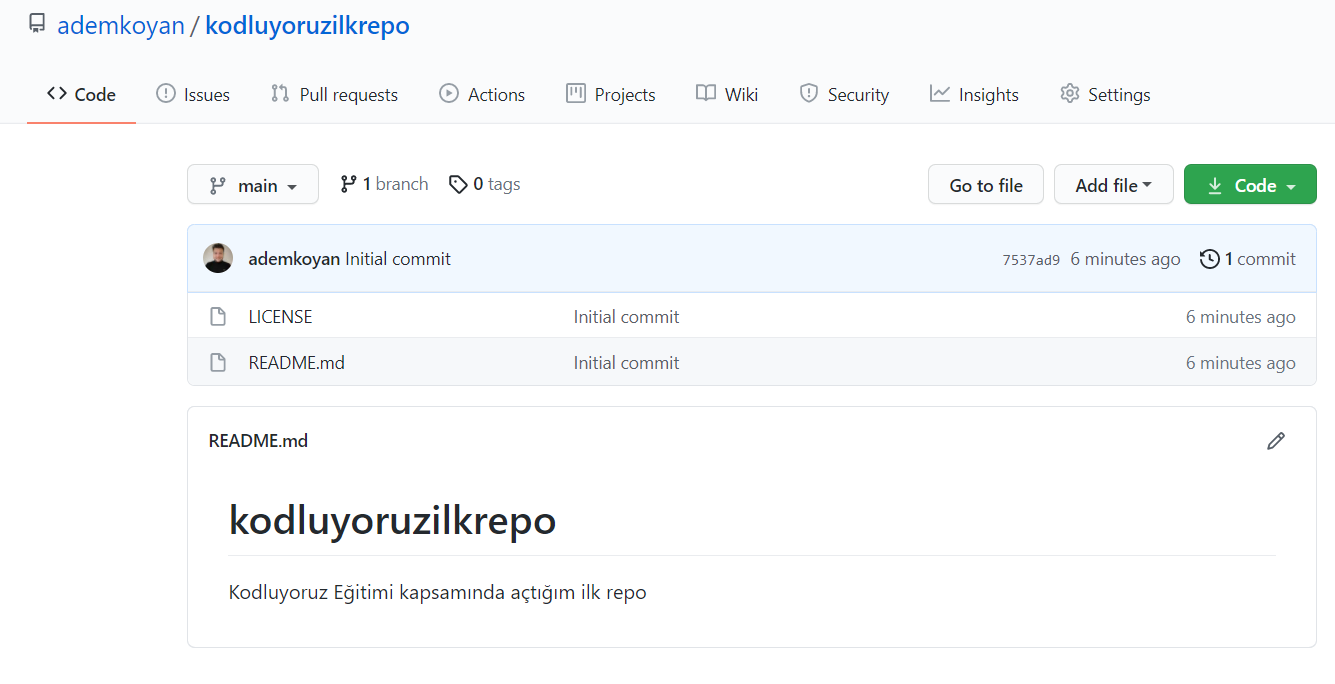 ademkoyan / kodluyoruzilkrepo
Code Issues Pull requests Actions Projects Wiki Security Insights Settings
main 1 branch 0 tags Go to file Add file Code
ademkoyan Initial commit 7537ad9 6 minutes ago 1 commit
LICENSE Initial commit 6 minutes ago
README.md Initial commit 6 minutes ago
README.md
kodluyoruzilkrepo
Kodluyoruz Eğitimi kapsamında açtığım ilk repo